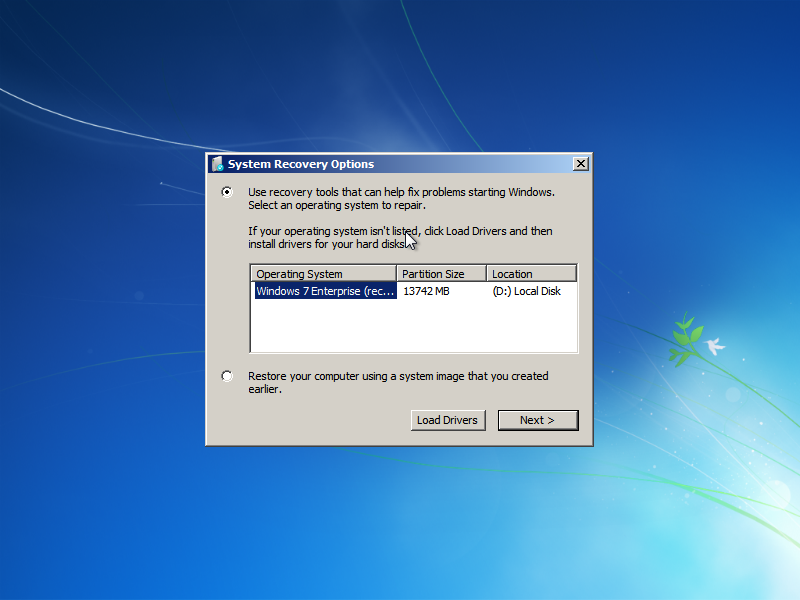 System Recovery Options
Use recovery tools that can help fix problems starting Windows.
Select an operating system to repair.
If your operating system isn't listed, click Load Drivers and then
install drivers for your hard disks.
Operating System Partition Size Location
Windows 7 Enterprise (rec... 13742 MB (D:) Local Disk
Restore your computer using a system image that you created
earlier.
Load Drivers Next >